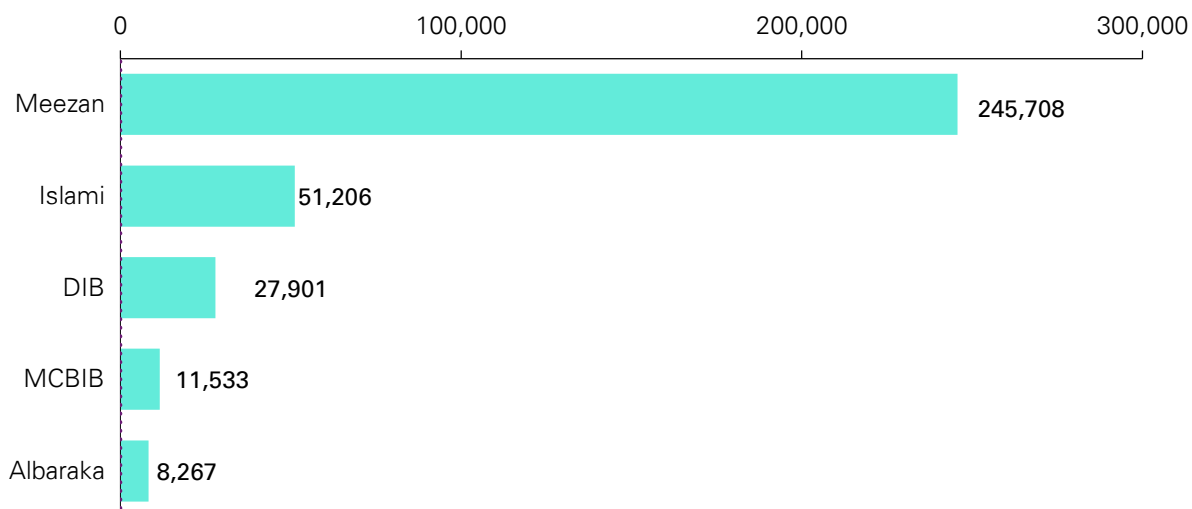 0 100,000 200,000 300,000
Meezan 245,708
Islami 51,206
DIB 27,901
MCBIB 11,533
Albaraka 8,267